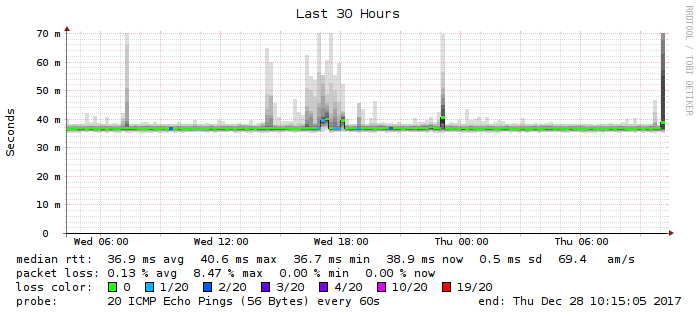 Last 30 Hours
RRDTOOL / TOBI OETIKER
Seconds
70 m
60 m
50 m
40 m
30 m
20 m
10 m
0
Wed 06:00 Wed 12:00 Wed 18:00 Thu 00:00 Thu 06:00
median rtt: 36.9 ms avg 40.6 ms max 36.7 ms min 38.9 ms now 0.5 ms sd 69.4 am/s
packet loss: 0.13 % avg 8.47 % max 0.00 % min 0.00 % now
loss color: 0 1/20 2/20 3/20 4/20 10/20 19/20
probe: 20 ICMP Echo Pings (56 Bytes) every 60s end: Thu Dec 28 10:15:05 2017